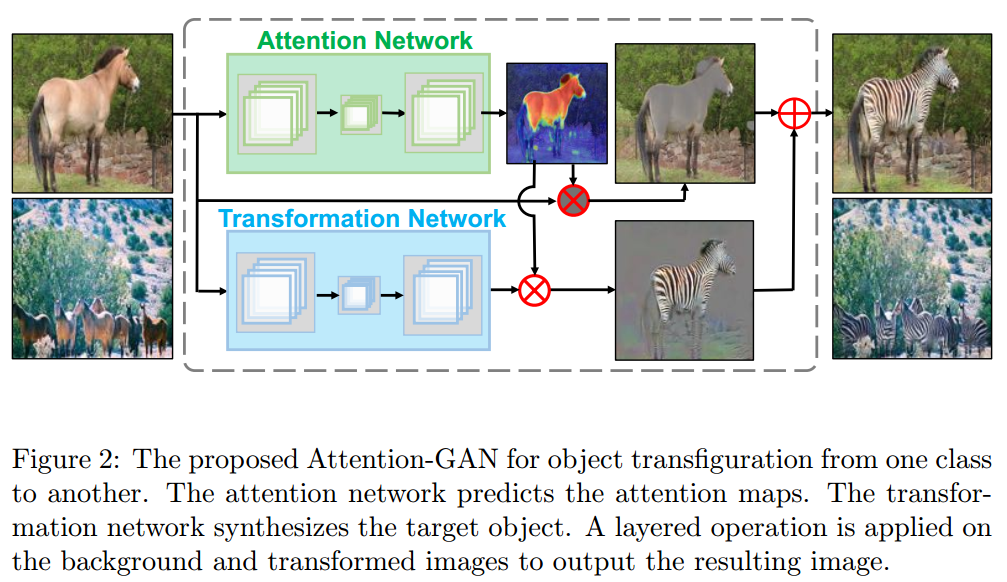 Attention Network
Transformation Network
Figure 2: The proposed Attention-GAN for object transfiguration from one class
to another. The attention network predicts the attention maps. The transfor-
mation network synthesizes the target object. A layered operation is applied on
the background and transformed images to output the resulting image.